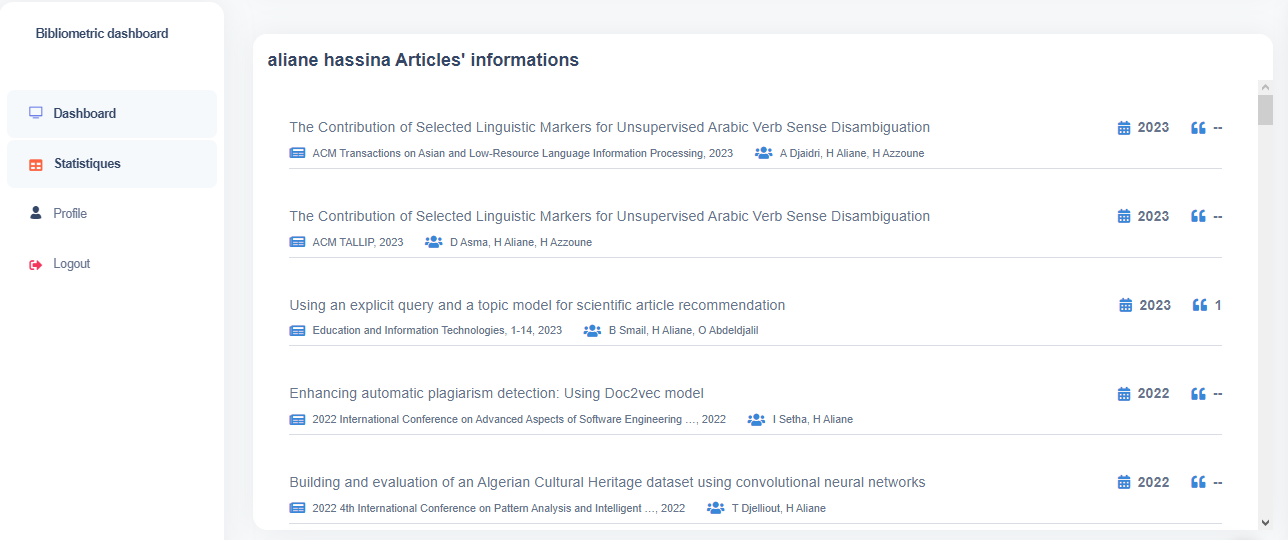 Bibliometric dashboard
Dashboard
Statistiques
Profile
Logout
aliane hassina Articles' informations
The Contribution of Selected Linguistic Markers for Unsupervised Arabic Verb Sense Disambiguation 2023 --
ACM Transactions on Asian and Low-Resource Language Information Processing, 2023 A Djaidri, H Aliane, H Azzoune
The Contribution of Selected Linguistic Markers for Unsupervised Arabic Verb Sense Disambiguation 2023 --
ACM TALLIP, 2023 D Asma, H Aliane, H Azzoune
Using an explicit query and a topic model for scientific article recommendation 2023 1
Education and Information Technologies, 1-14, 2023 B Smail, H Aliane, O Abdeldjalil
Enhancing automatic plagiarism detection: Using Doc2vec model 2022 --
2022 International Conference on Advanced Aspects of Software Engineering ..., 2022 I Setha, H Aliane
Building and evaluation of an Algerian Cultural Heritage dataset using convolutional neural networks 2022 --
2022 4th International Conference on Pattern Analysis and Intelligent ..., 2022 T Djelliout, H Aliane